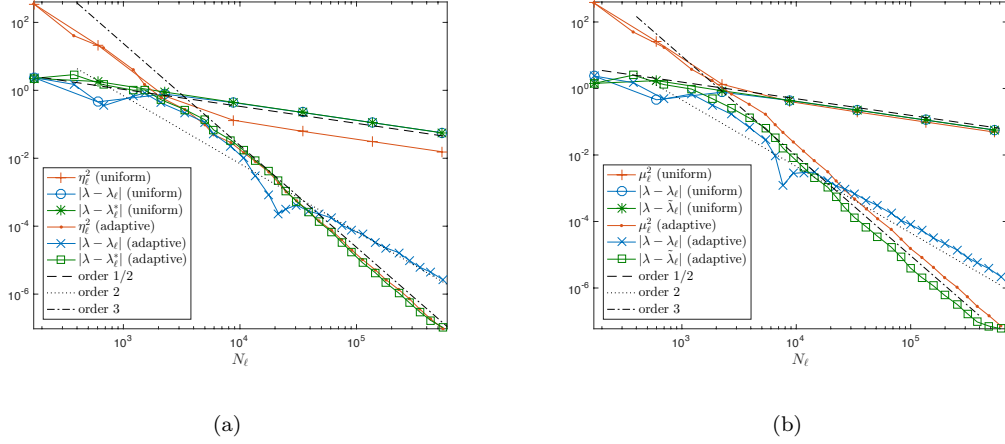 10^2
10^0
10^-2
10^-4
10^-6
η_ℓ^2 (uniform)
|λ − λ_ℓ| (uniform)
|λ − λ_ℓ^*| (uniform)
η_ℓ^2 (adaptive)
|λ − λ_ℓ| (adaptive)
|λ − λ_ℓ^*| (adaptive)
order 1/2
order 2
order 3
10^3
10^4
10^5
N_ℓ
(a)
10^2
10^0
10^-2
10^-4
10^-6
μ_ℓ^2 (uniform)
|λ − λ_ℓ| (uniform)
|λ − λ̃_ℓ| (uniform)
μ_ℓ^2 (adaptive)
|λ − λ_ℓ| (adaptive)
|λ − λ̃_ℓ| (adaptive)
order 1/2
order 2
order 3
10^3
10^4
10^5
N_ℓ
(b)